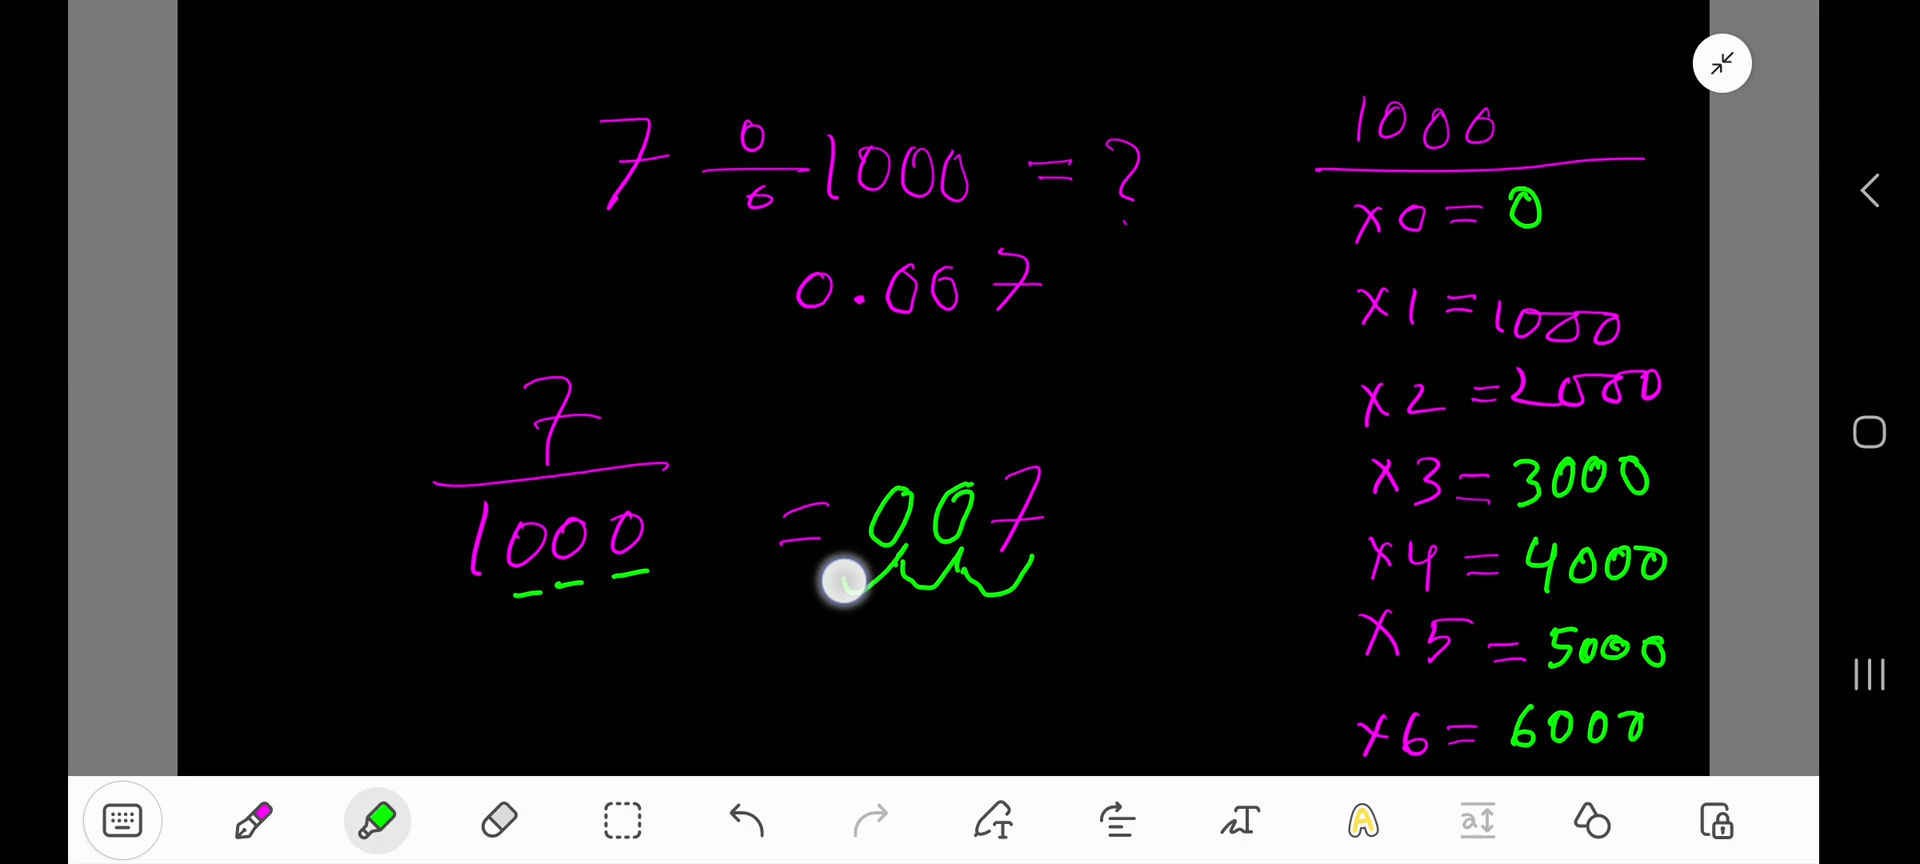 7 ÷ 1000 = ?
0.007
7
1000
= 007
1000
x0 = 0
x1 = 1000
x2 = 2000
x3 = 3000
x4 = 4000
x5 = 5000
x6 = 6000
T
T
A
a